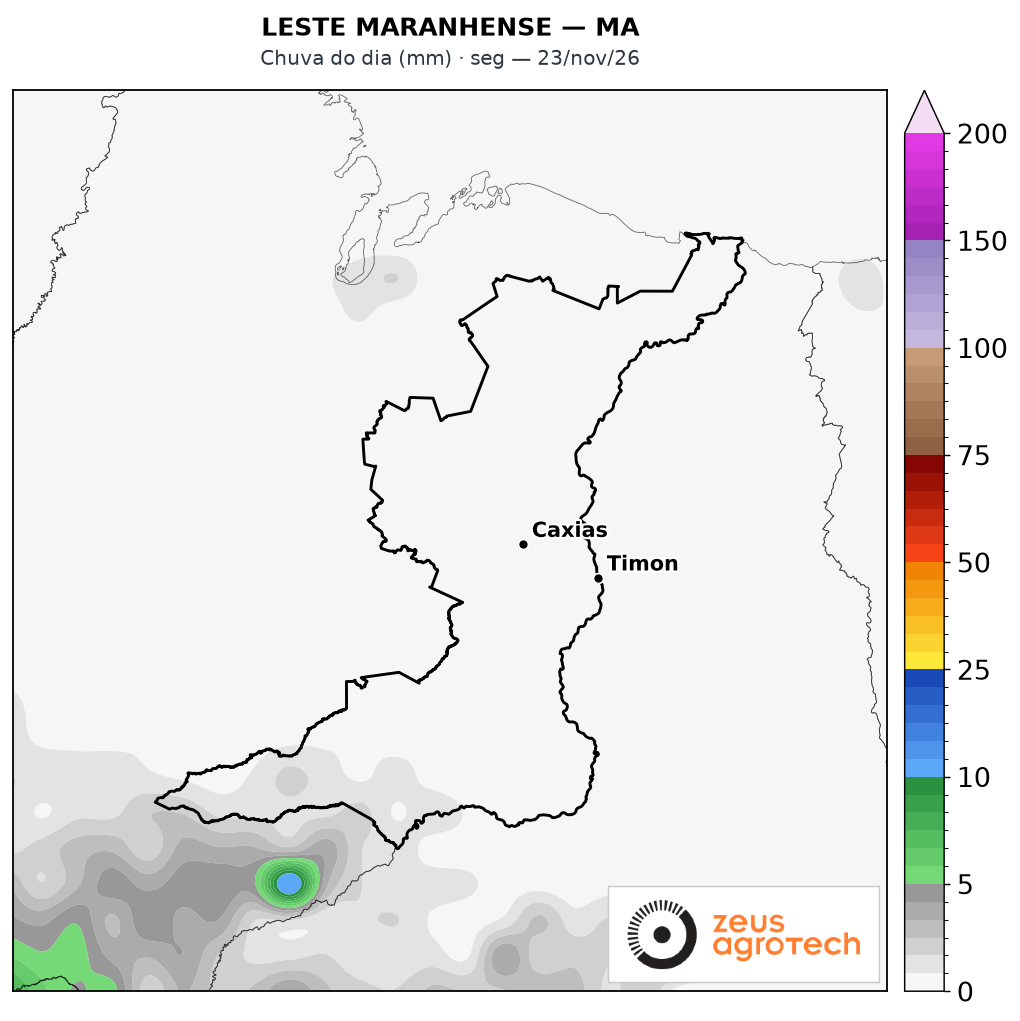 LESTE MARANHENSE — MA
Chuva do dia (mm) · seg — 23/nov/26
200
150
100
75
50
25
10
5
0
Caxias
Timon
zeus
agrotech